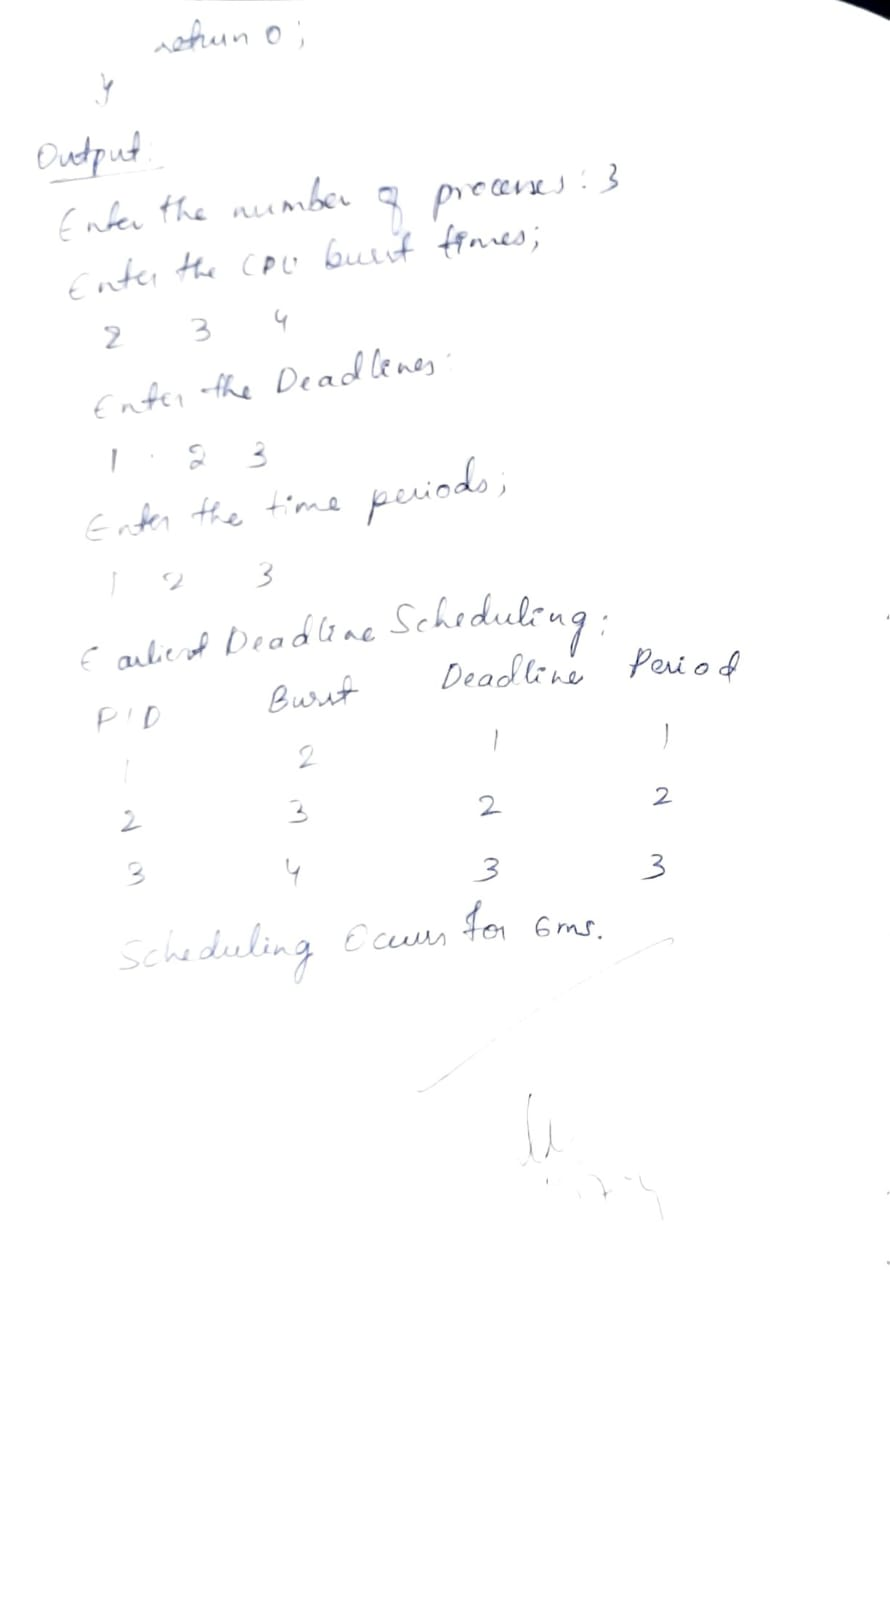 return 0;
}
Output:
Enter the number of processes: 3
Enter the CPU burst times;
2 3 4
Enter the Deadlines:
1 2 3
Enter the time periods;
1 2 3
Earliest Deadline Scheduling:
PID Burst Deadline Period
1 2 1 1
2 3 2 2
3 4 3 3
Scheduling Occurs for 6ms.